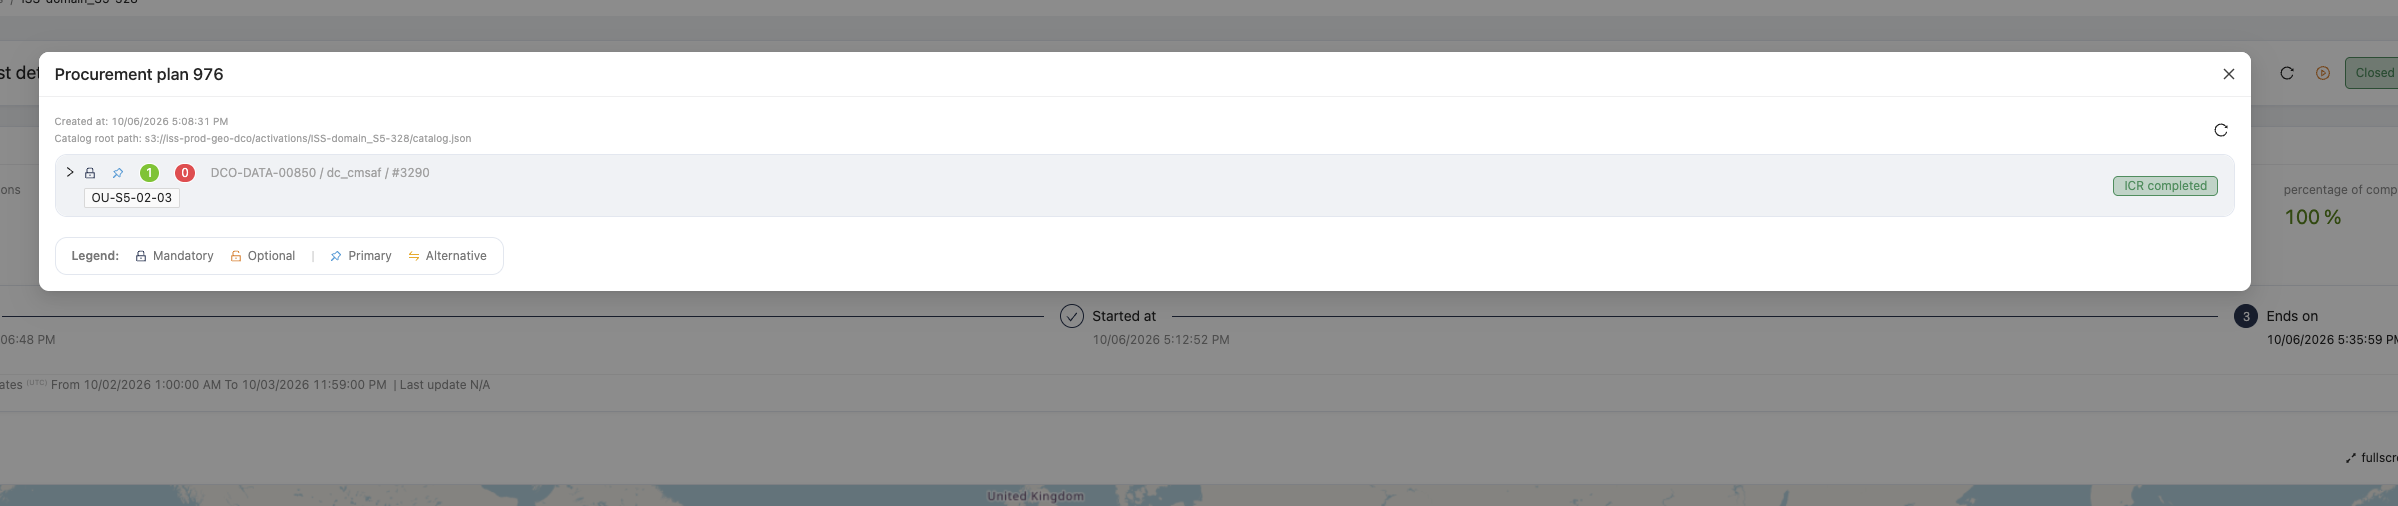 / ISS-domain_S5-328
st det
Procurement plan 976
Closed
Created at: 10/06/2026 5:08:31 PM
Catalog root path: s3://iss-prod-geo-dco/activations/ISS-domain_S5-328/catalog.json
1 0 DCO-DATA-00850 / dc_cmsaf / #3290
OU-S5-02-03
ICR completed
ons
percentage of comp
100 %
Legend: Mandatory Optional | Primary Alternative
Started at
3 Ends on
06:48 PM
10/06/2026 5:12:52 PM
10/06/2026 5:35:59 PM
ates (UTC) From 10/02/2026 1:00:00 AM To 10/03/2026 11:59:00 PM | Last update N/A
fullscre
United Kingdom